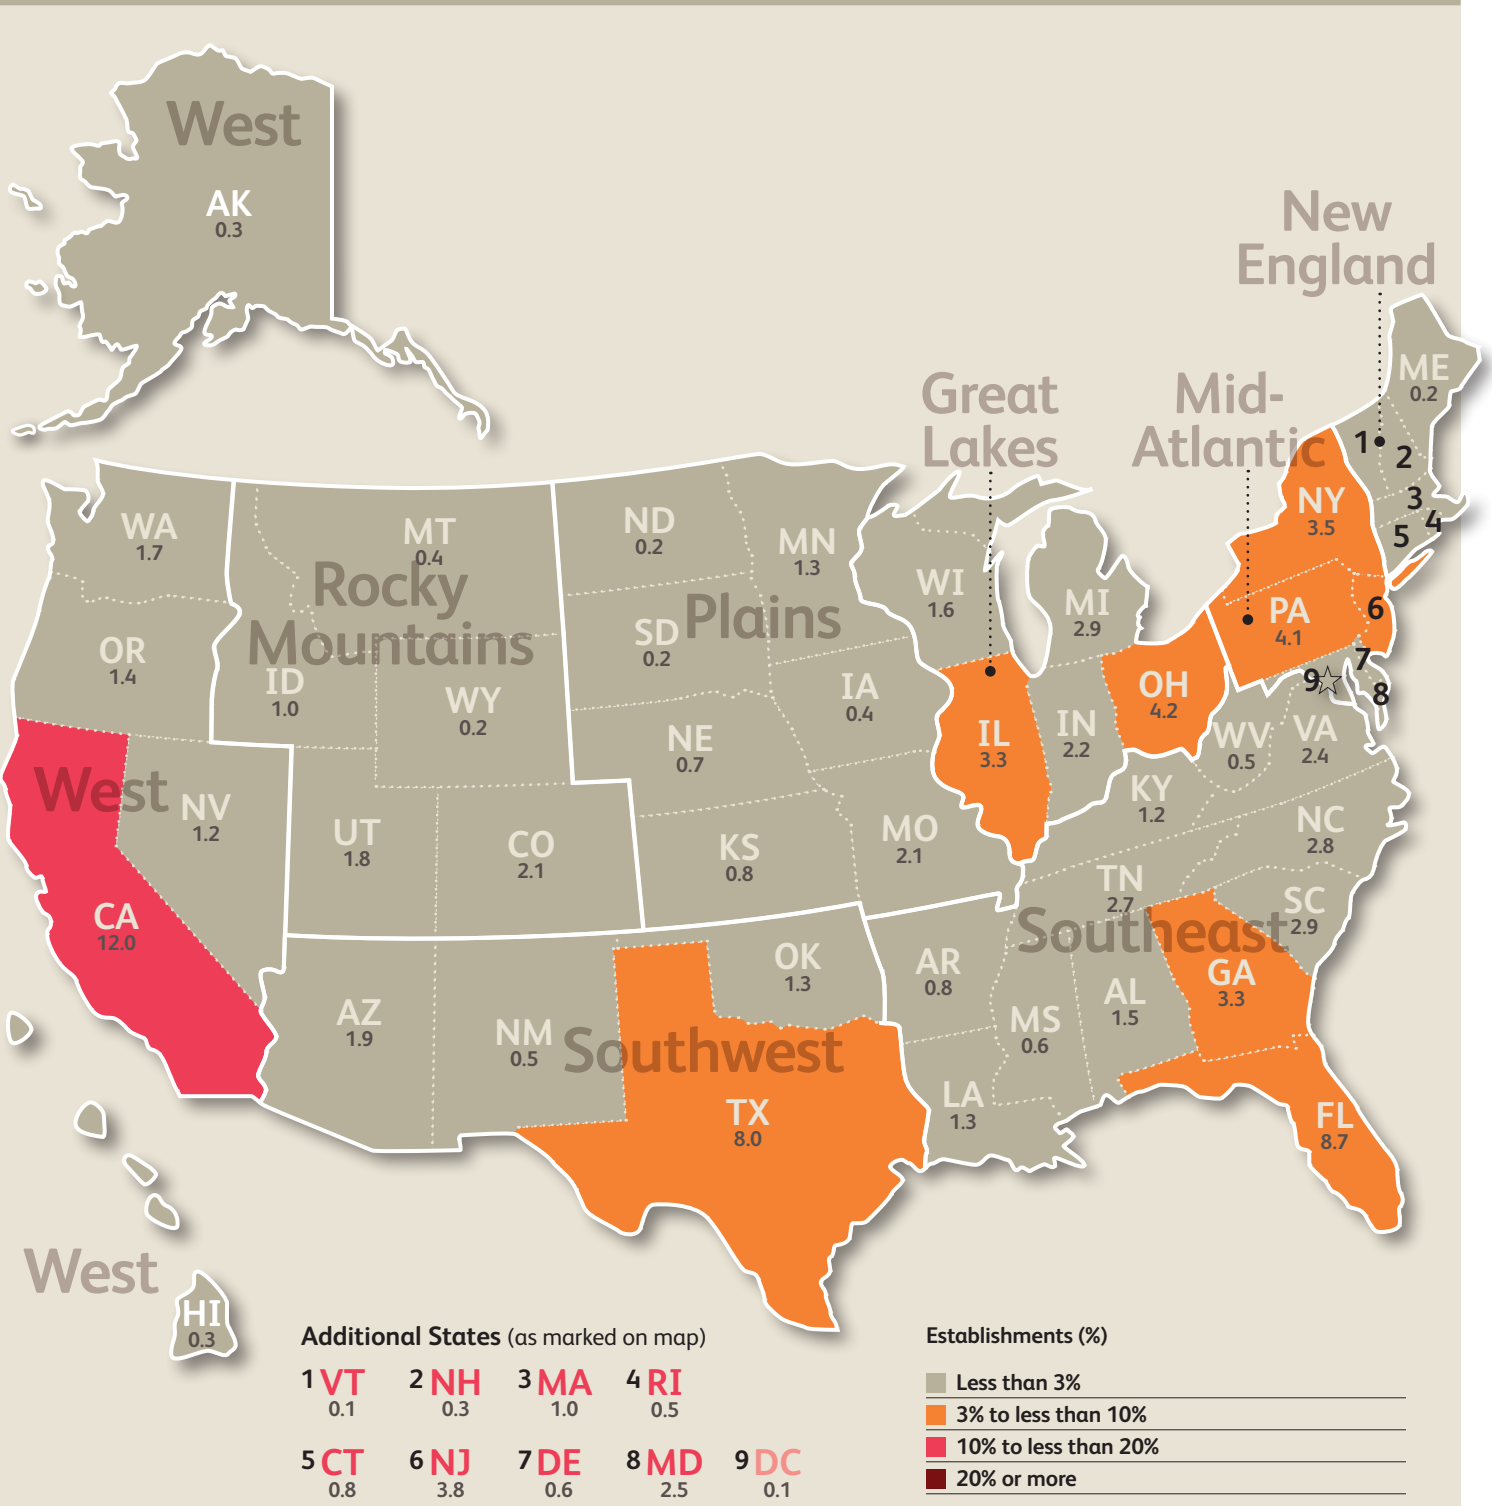 West
AK
0.3
New
England
ME
0.2
Great
Lakes
Mid-
Atlantic
1
2
3
4
5
NY
3.5
WA
1.7
MT
0.4
ND
0.2
MN
1.3
Rocky
Mountains
WI
1.6
Plains
MI
2.9
PA
4.1
6
OR
1.4
SD
0.2
7
8
9
ID
1.0
WY
0.2
IA
0.4
OH
4.2
IL
3.3
IN
2.2
NE
0.7
WV
0.5
VA
2.4
West
NV
1.2
KY
1.2
UT
1.8
CO
2.1
KS
0.8
MO
2.1
NC
2.8
CA
12.0
TN
2.7
SC
2.9
Southeast
AZ
1.9
NM
0.5
OK
1.3
AR
0.8
GA
3.3
AL
1.5
MS
0.6
Southwest
TX
8.0
LA
1.3
FL
8.7
West
HI
0.3
Additional States (as marked on map)
1 VT 2 NH 3 MA 4 RI
0.1 0.3 1.0 0.5
5 CT 6 NJ 7 DE 8 MD 9 DC
0.8 3.8 0.6 2.5 0.1
Establishments (%)
Less than 3%
3% to less than 10%
10% to less than 20%
20% or more